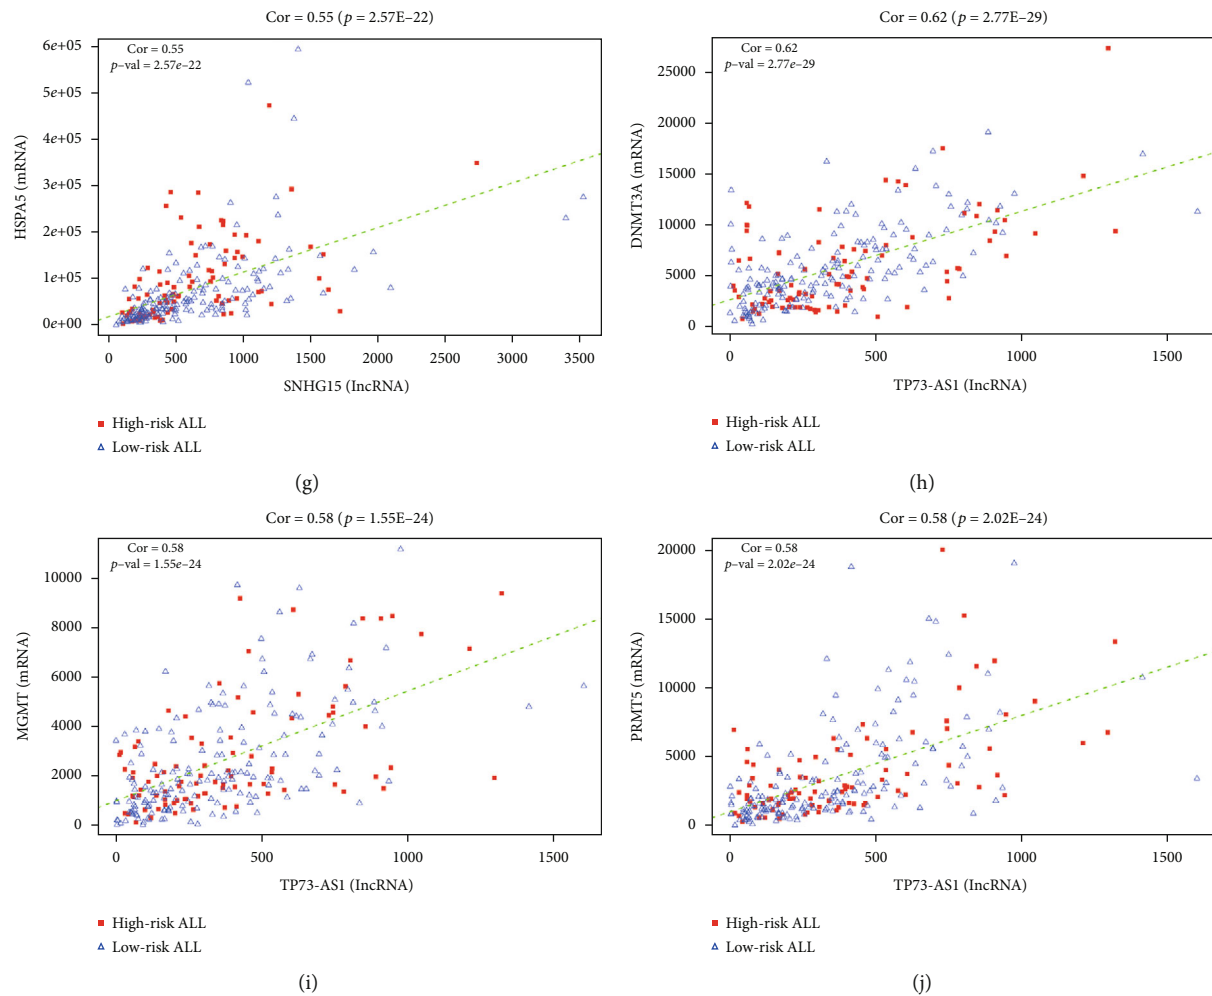 Cor = 0.55 (p = 2.57E–22)
Cor = 0.55
p–val = 2.57e–22
HSPA5 (mRNA)
6e+05
5e+05
4e+05
3e+05
2e+05
1e+05
0e+00
0 500 1000 1500 2000 2500 3000 3500
SNHG15 (lncRNA)
High-risk ALL
Low-risk ALL
(g)
Cor = 0.62 (p = 2.77E–29)
Cor = 0.62
p–val = 2.77e–29
DNMT3A (mRNA)
25000
20000
15000
10000
5000
0
0 500 1000 1500
TP73-AS1 (lncRNA)
High-risk ALL
Low-risk ALL
(h)
Cor = 0.58 (p = 1.55E–24)
Cor = 0.58
p–val = 1.55e–24
MGMT (mRNA)
10000
8000
6000
4000
2000
0
0 500 1000 1500
TP73-AS1 (lncRNA)
High-risk ALL
Low-risk ALL
(i)
Cor = 0.58 (p = 2.02E–24)
Cor = 0.58
p–val = 2.02e–24
PRMT5 (mRNA)
20000
15000
10000
5000
0
0 500 1000 1500
TP73-AS1 (lncRNA)
High-risk ALL
Low-risk ALL
(j)